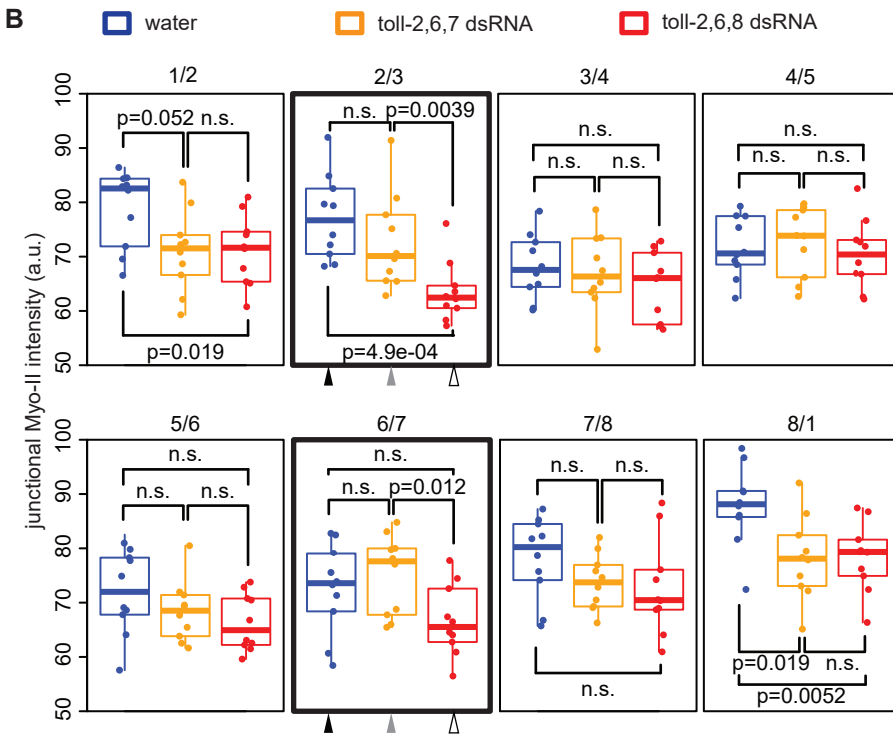 B
water
toll-2,6,7 dsRNA
toll-2,6,8 dsRNA
junctional Myo-II intensity (a.u.)
1/2
2/3
3/4
4/5
100
90
80
70
60
50
p=0.052
n.s.
p=0.019
n.s.
p=0.0039
p=4.9e-04
n.s.
n.s.
n.s.
n.s.
n.s.
n.s.
5/6
6/7
7/8
8/1
100
90
80
70
60
50
n.s.
n.s.
n.s.
n.s.
n.s.
p=0.012
n.s.
n.s.
n.s.
p=0.019
n.s.
p=0.0052